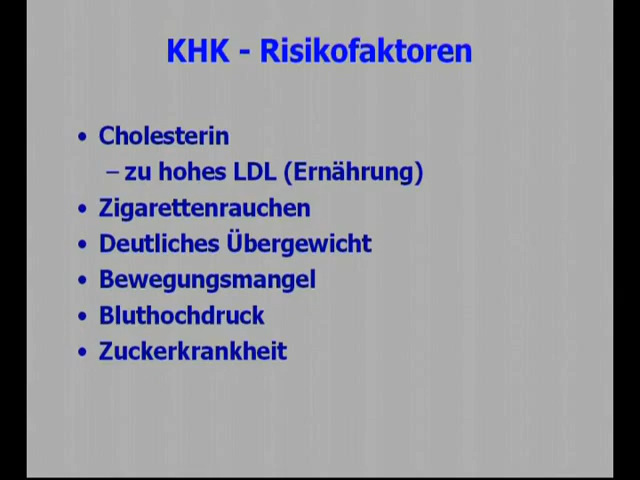 KHK - Risikofaktoren
• Cholesterin
– zu hohes LDL (Ernährung)
• Zigarettenrauchen
• Deutliches Übergewicht
• Bewegungsmangel
• Bluthochdruck
• Zuckerkrankheit